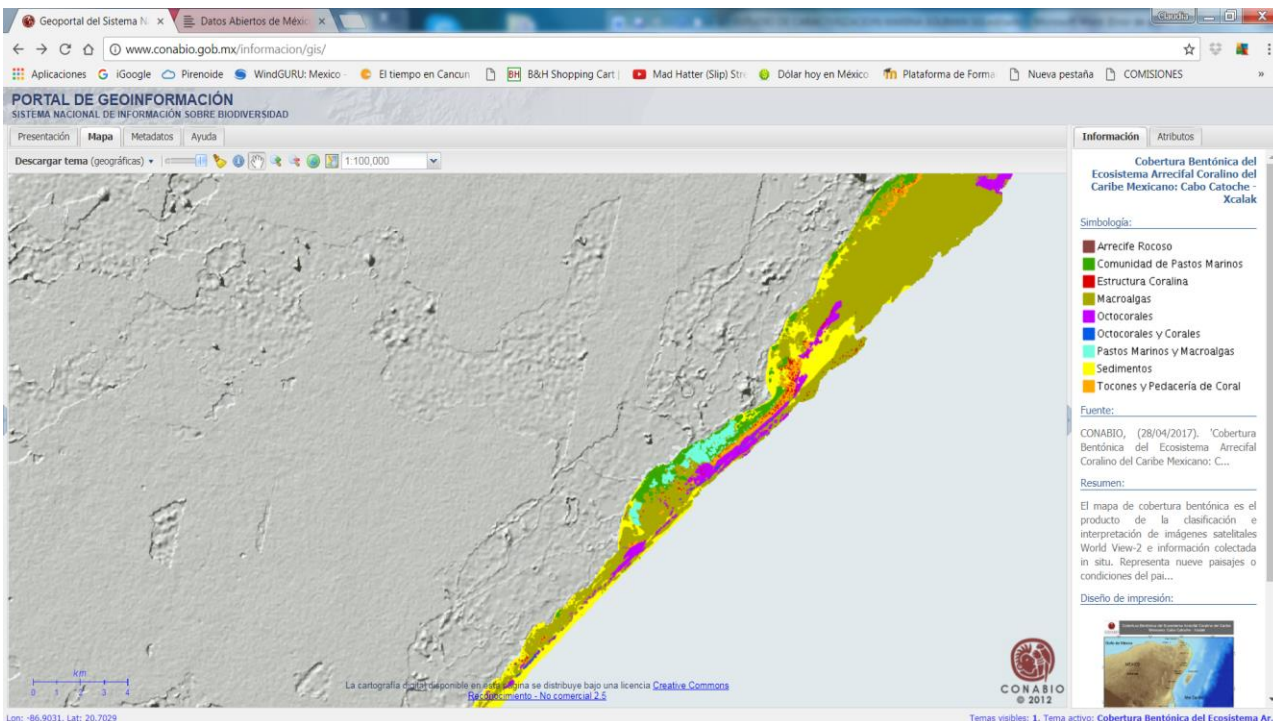 Geoportal del Sistema N
Datos Abiertos de Méxic
Claudia
www.conabio.gob.mx/informacion/gis/
Aplicaciones
iGoogle
Pirenoide
WindGURU: Mexico -
El tiempo en Cancun
B&H Shopping Cart |
Mad Hatter (Slip) Str
Dólar hoy en México
Plataforma de Forma
Nueva pestaña
COMISIONES
PORTAL DE GEOINFORMACIÓN
SISTEMA NACIONAL DE INFORMACIÓN SOBRE BIODIVERSIDAD
Presentación
Mapa
Metadatos
Ayuda
Descargar tema (geográficas)
1:100,000
Información
Atributos
Cobertura Bentónica del
Ecosistema Arrecifal Coralino del
Caribe Mexicano: Cabo Catoche -
Xcalak
Simbología:
Arrecife Rocoso
Comunidad de Pastos Marinos
Estructura Coralina
Macroalgas
Octocorales
Octocorales y Corales
Pastos Marinos y Macroalgas
Sedimentos
Tocones y Pedacería de Coral
Fuente:
CONABIO, (28/04/2017). 'Cobertura
Bentónica del Ecosistema Arrecifal
Coralino del Caribe Mexicano: C...
Resumen:
El mapa de cobertura bentónica es el
producto de la clasificación e
interpretación de imágenes satelitales
World View-2 e información colectada
in situ. Representa nueve paisajes o
condiciones del pai...
Diseño de impresión:
km
0 1 2 3 4
La cartografía digital disponible en esta página se distribuye bajo una licencia Creative Commons
Reconocimiento - No comercial 2.5
CONABIO
© 2012
Lon: -86.9031, Lat: 20.7029
Temas visibles: 1. Tema activo: Cobertura Bentónica del Ecosistema Ar.